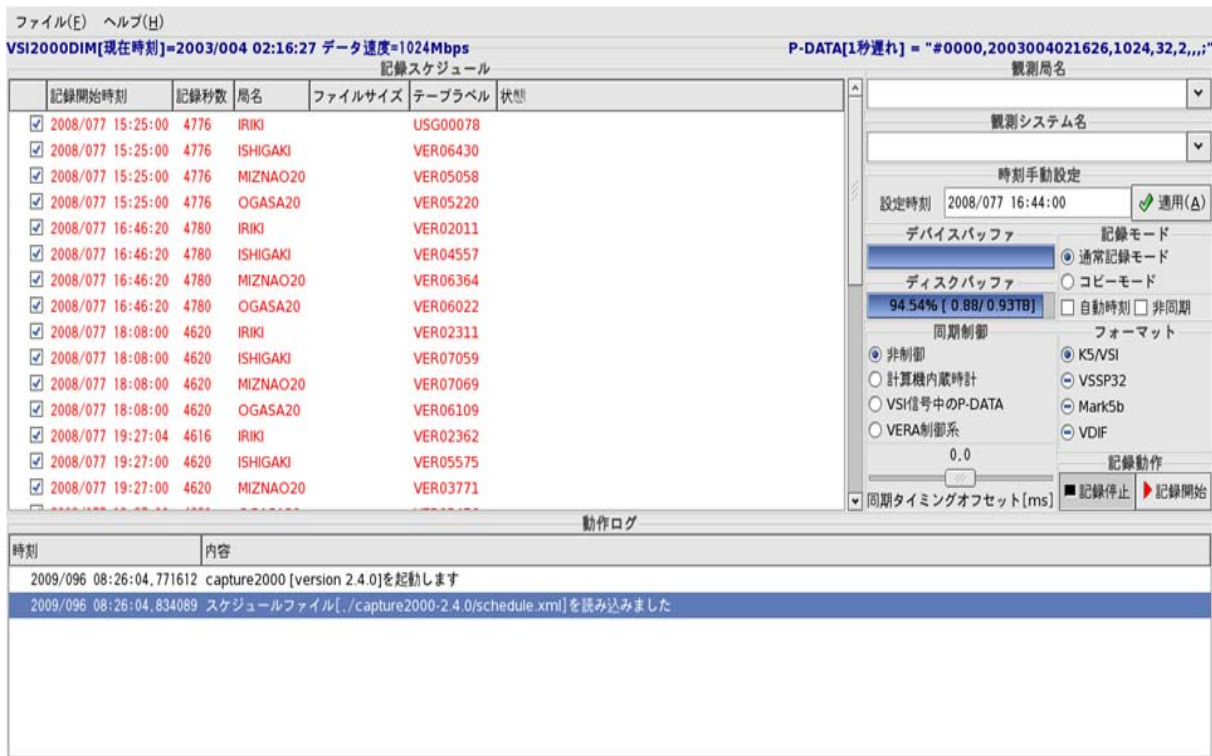 ファイル(F) ヘルプ(H)
VSI2000DIM[現在時刻]=2003/004 02:16:27 データ速度=1024Mbps
P-DATA[1秒遅れ] = "#0000,2003004021626,1024,32,2,,,;"
記録スケジュール
記録開始時刻 記録秒数 局名 ファイルサイズ テープラベル 状態
2008/077 15:25:00 4776 IRIKI USG00078
2008/077 15:25:00 4776 ISHIGAKI VER06430
2008/077 15:25:00 4776 MIZNAO20 VER05058
2008/077 15:25:00 4776 OGASA20 VER05220
2008/077 16:46:20 4780 IRIKI VER02011
2008/077 16:46:20 4780 ISHIGAKI VER04557
2008/077 16:46:20 4780 MIZNAO20 VER06364
2008/077 16:46:20 4780 OGASA20 VER06022
2008/077 18:08:00 4620 IRIKI VER02311
2008/077 18:08:00 4620 ISHIGAKI VER07059
2008/077 18:08:00 4620 MIZNAO20 VER07069
2008/077 18:08:00 4620 OGASA20 VER06109
2008/077 19:27:04 4616 IRIKI VER02362
2008/077 19:27:00 4620 ISHIGAKI VER05575
2008/077 19:27:00 4620 MIZNAO20 VER03771
観測局名
観測システム名
時刻手動設定
設定時刻 2008/077 16:44:00 適用(A)
デバイスバッファ
ディスクバッファ
94.54% [ 0.88/ 0.93TB]
記録モード
通常記録モード
コピーモード
自動時刻 非同期
同期制御
非制御
計算機内蔵時計
VSI信号中のP-DATA
VERA制御系
0.0
同期タイミングオフセット[ms]
フォーマット
K5/VSI
VSSP32
Mark5b
VDIF
記録動作
記録停止 記録開始
動作ログ
時刻 内容
2009/096 08:26:04.771612 capture2000 [version 2.4.0]を起動します
2009/096 08:26:04.834089 スケジュールファイル[./capture2000-2.4.0/schedule.xml]を読み込みました